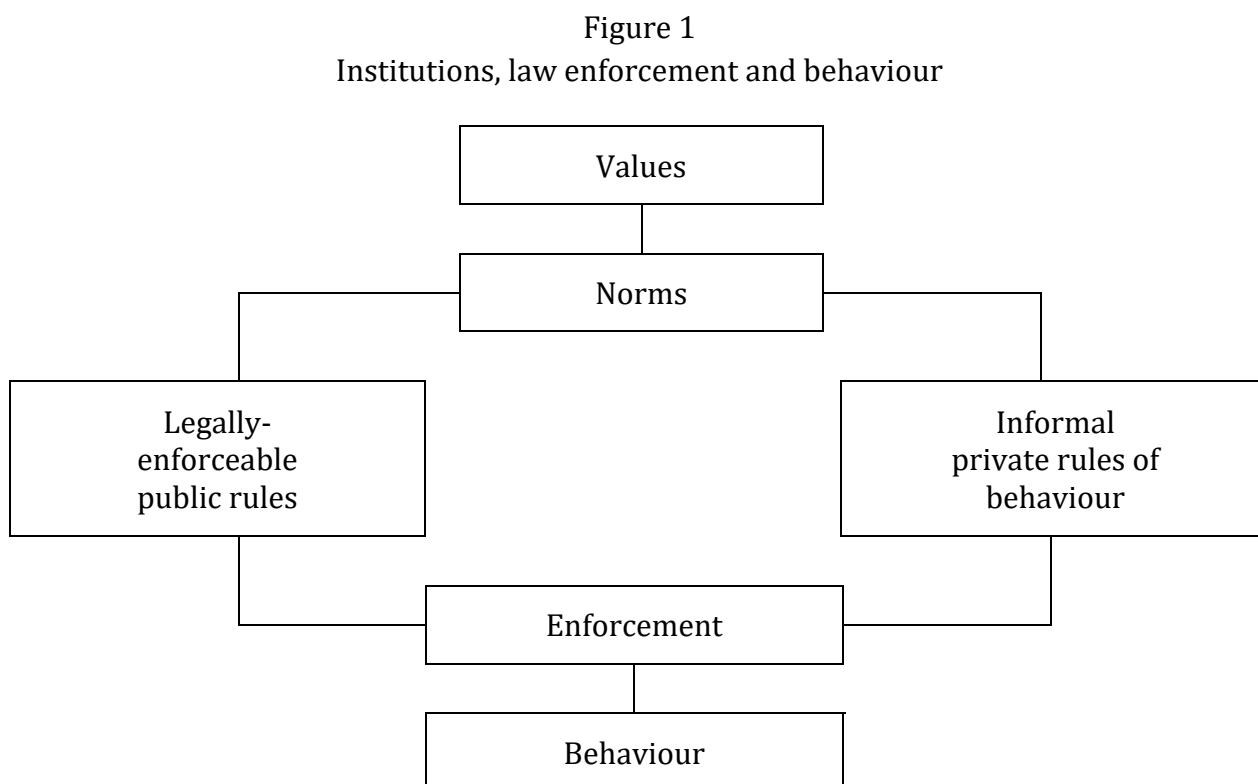 Figure 1
Institutions, law enforcement and behaviour
Values
Norms
Legally-
enforceable
public rules
Informal
private rules of
behaviour
Enforcement
Behaviour